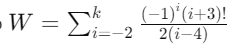 W = \sum_{i=-2}^{k} \frac{(-1)^i(i+3)!}{2(i-4)}